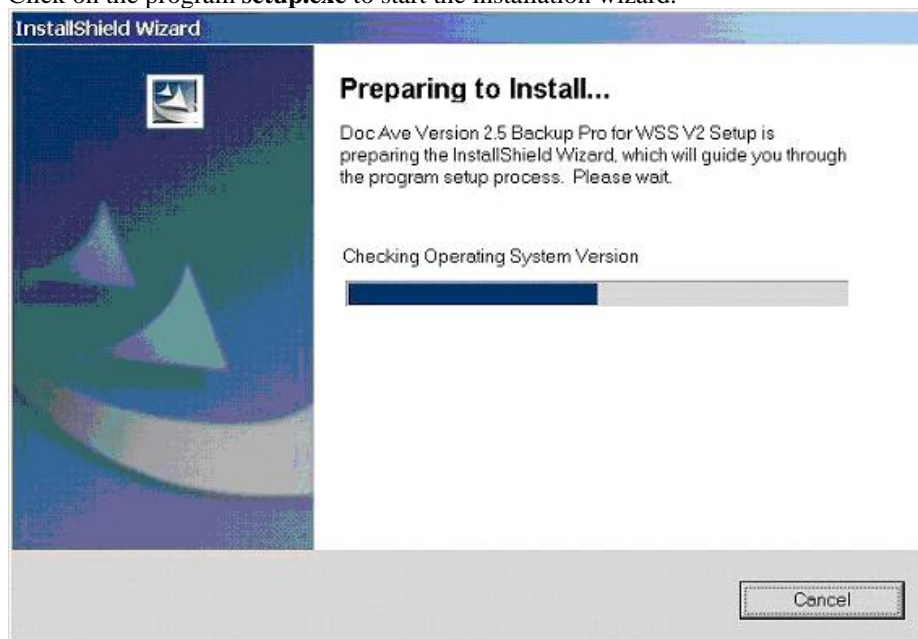 Click on the program setup.exe to start the installation wizard.
InstallShield Wizard
Preparing to Install...
Doc Ave Version 2.5 Backup Pro for WSS V2 Setup is
preparing the InstallShield Wizard, which will guide you through
the program setup process. Please wait.
Checking Operating System Version
Cancel